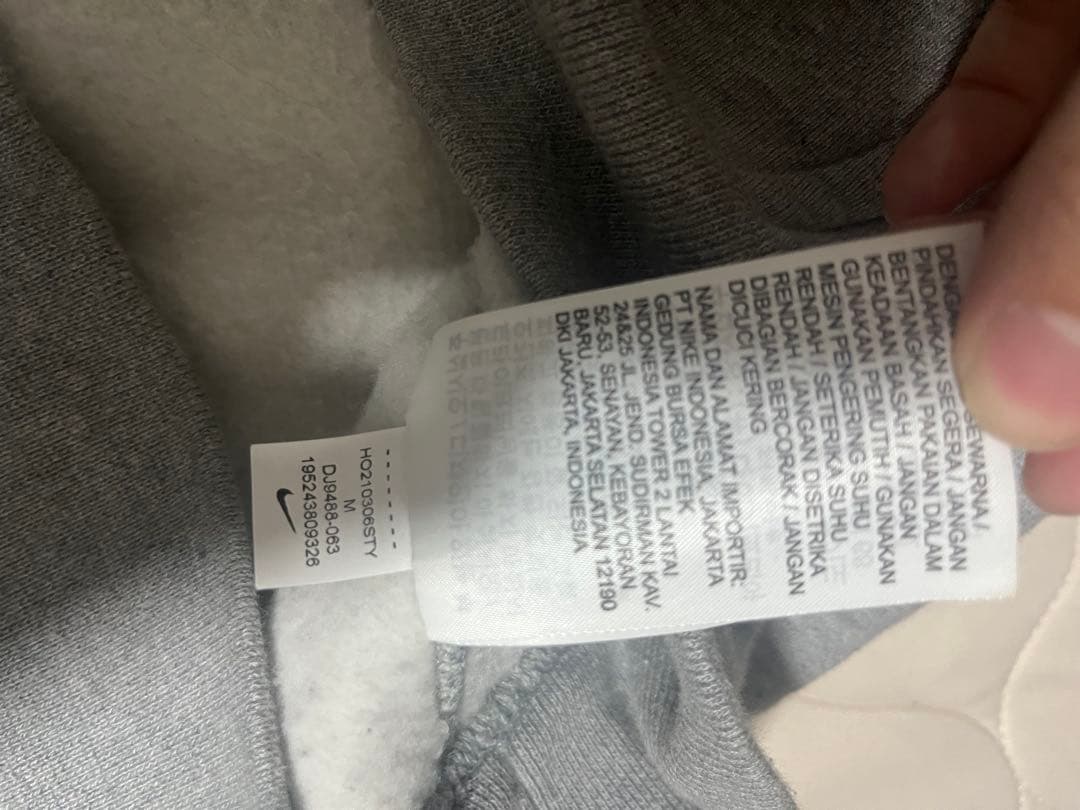 SEWARNA /
PINDAHKAN SEGERA / JANGAN
BENTANGKAN PAKAIAN DALAM
KEADAAN BASAH / JANGAN
GUNAKAN PEMUTIH / GUNAKAN
MESIN PENGERING SUHU
RENDAH / SETERIKA SUHU
RENDAH / JANGAN DISETRIKA
DIBAGIAN BERCORAK / JANGAN
DICUCI KERING
NAMA DAN ALAMAT IMPORTIR:
PT NIKE INDONESIA, JAKARTA
GEDUNG BURSA EFEK
INDONESIA TOWER 2 LANTAI
24&25 JL. JEND. SUDIRMAN KAV.
52-53, SENAYAN, KEBAYORAN
BARU, JAKARTA SELATAN 12190
DKI JAKARTA, INDONESIA
HO210306STY
M
DJ9488-063
195243809326